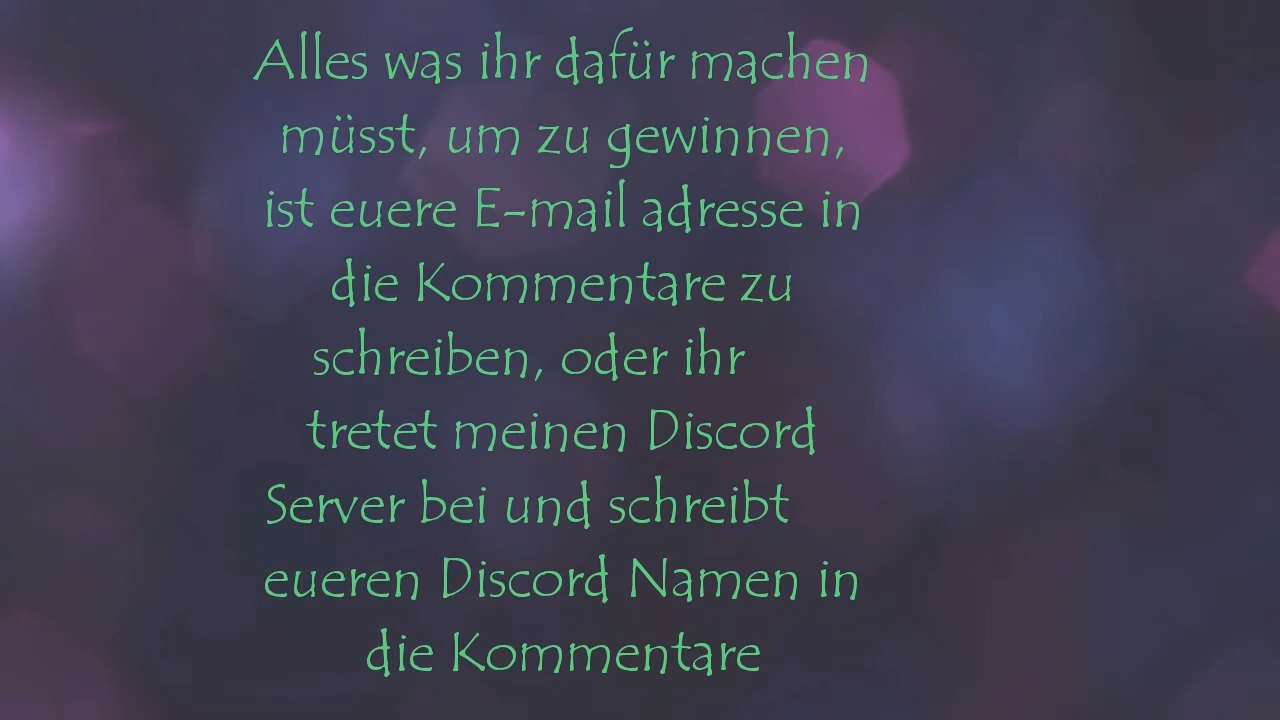 Alles was ihr dafür machen
müsst, um zu gewinnen,
ist euere E-mail adresse in
die Kommentare zu
schreiben, oder ihr
tretet meinen Discord
Server bei und schreibt
eueren Discord Namen in
die Kommentare